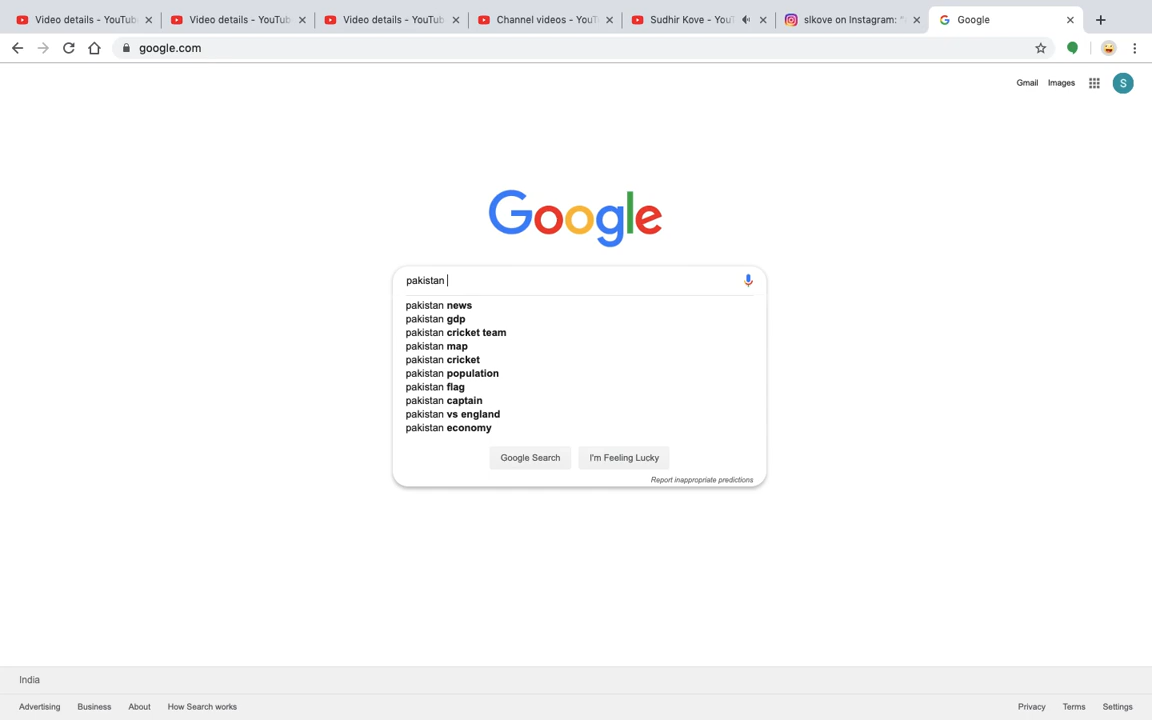 Video details - YouTub
Video details - YouTub
Video details - YouTub
Channel videos - YouT
Sudhir Kove - YouT
slkove on Instagram: "
Google
google.com
Gmail
Images
S
Google
pakistan
pakistan news
pakistan gdp
pakistan cricket team
pakistan map
pakistan cricket
pakistan population
pakistan flag
pakistan captain
pakistan vs england
pakistan economy
Google Search
I'm Feeling Lucky
Report inappropriate predictions
India
Advertising
Business
About
How Search works
Privacy
Terms
Settings